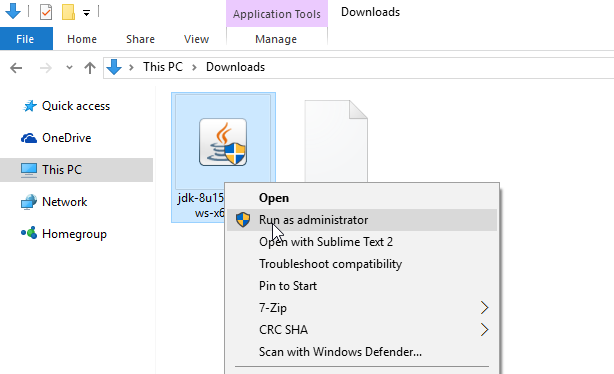 Application Tools Downloads
File Home Share View Manage
This PC Downloads
Quick access
OneDrive
This PC
Network
Homegroup
jdk-8u15
ws-x6
Open
Run as administrator
Open with Sublime Text 2
Troubleshoot compatibility
Pin to Start
7-Zip
CRC SHA
Scan with Windows Defender...